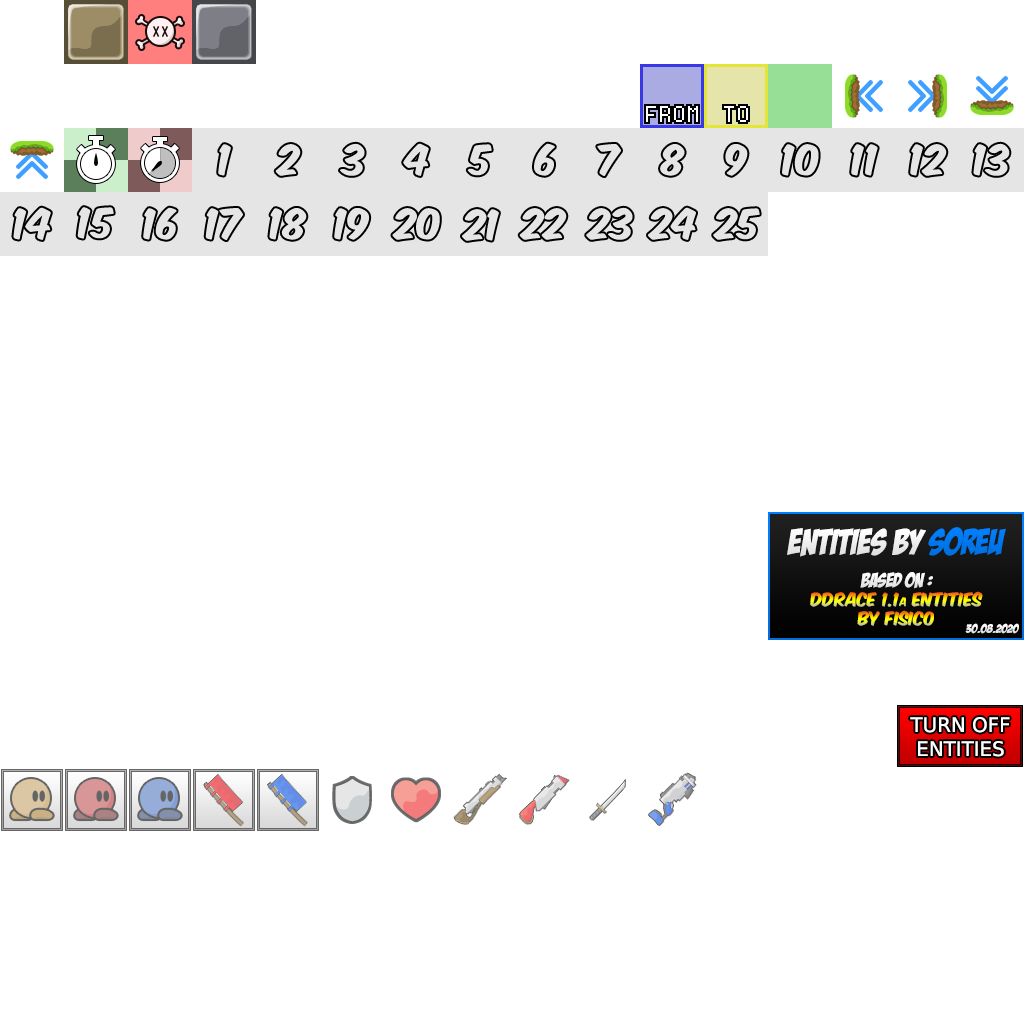 FROM TO
1 2 3 4 5 6 7 8 9 10 11 12 13
14 15 16 17 18 19 20 21 22 23 24 25
ENTITIES BY SOREU
BASED ON :
DDRACE 1.1A ENTITIES
BY FISICO
30.08.2020
TURN OFF
ENTITIES